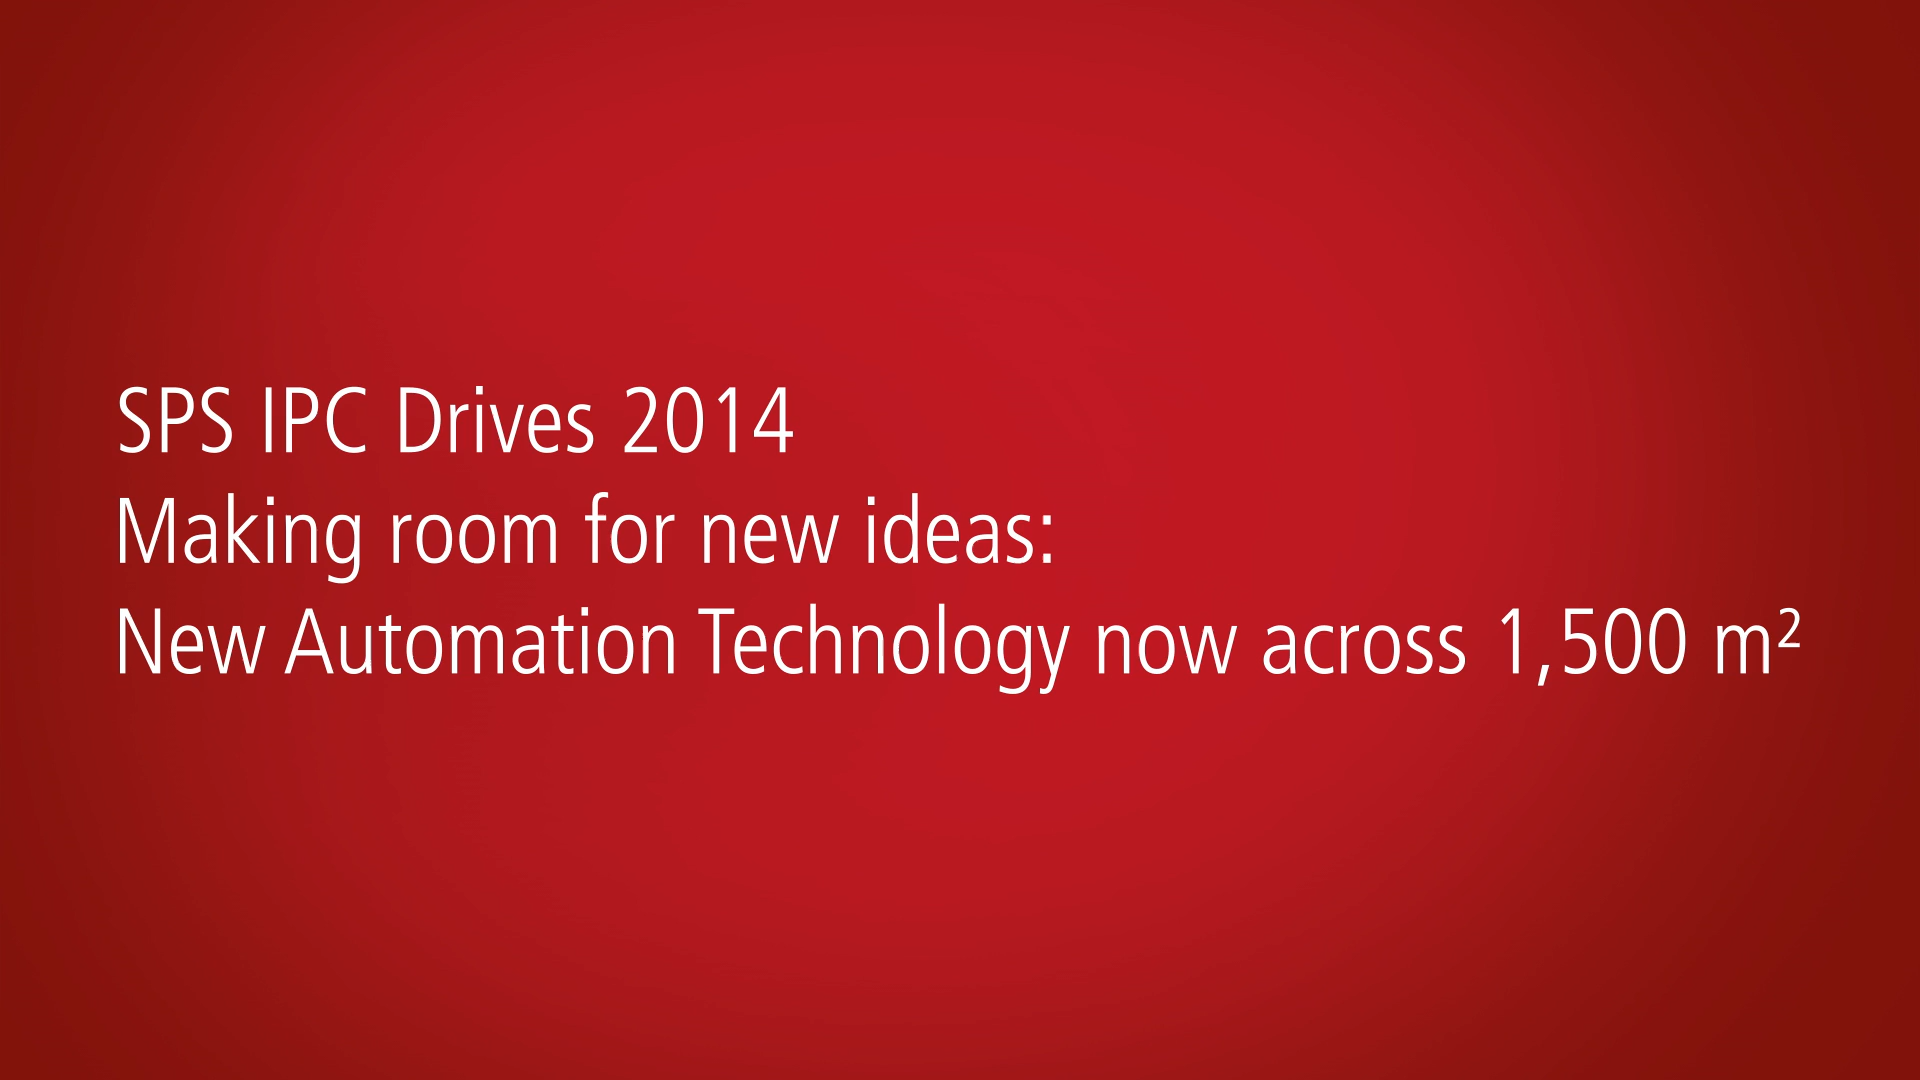 SPS IPC Drives 2014
Making room for new ideas:
New Automation Technology now across 1,500 m²